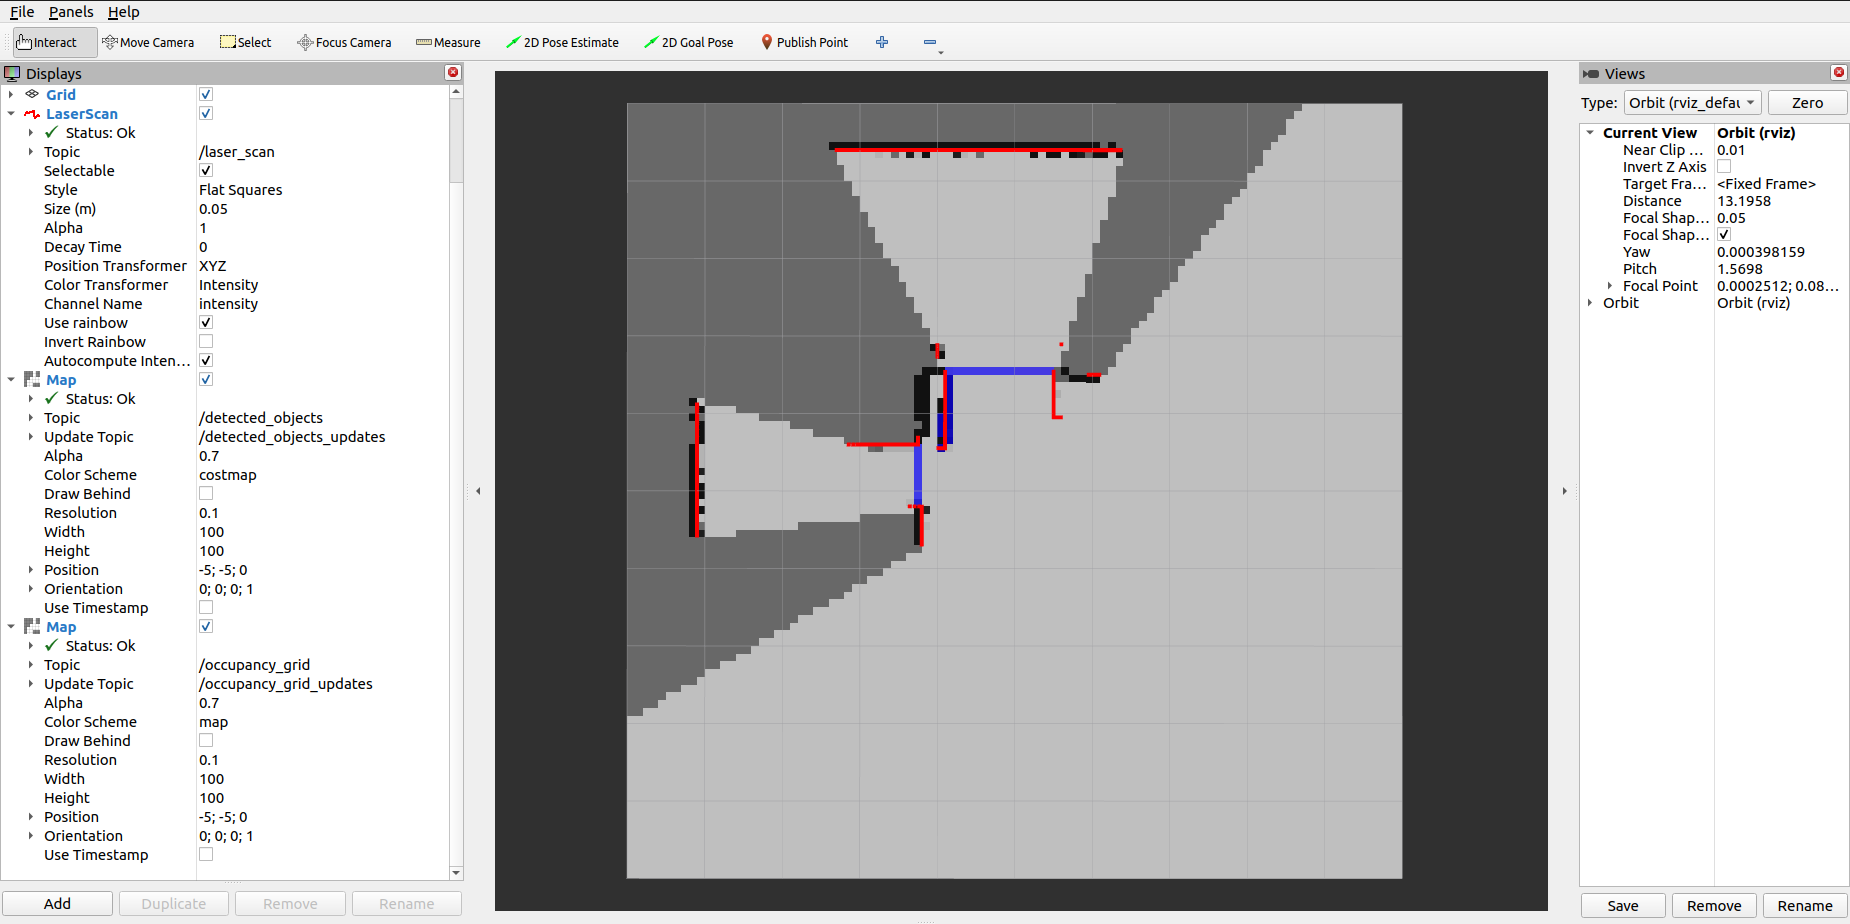 File Panels Help
Interact Move Camera Select Focus Camera Measure 2D Pose Estimate 2D Goal Pose Publish Point
Displays
Grid
LaserScan
Status: Ok
Topic /laser_scan
Selectable
Style Flat Squares
Size (m) 0.05
Alpha 1
Decay Time 0
Position Transformer XYZ
Color Transformer Intensity
Channel Name intensity
Use rainbow
Invert Rainbow
Autocompute Inten...
Map
Status: Ok
Topic /detected_objects
Update Topic /detected_objects_updates
Alpha 0.7
Color Scheme costmap
Draw Behind
Resolution 0.1
Width 100
Height 100
Position -5; -5; 0
Orientation 0; 0; 0; 1
Use Timestamp
Map
Status: Ok
Topic /occupancy_grid
Update Topic /occupancy_grid_updates
Alpha 0.7
Color Scheme map
Draw Behind
Resolution 0.1
Width 100
Height 100
Position -5; -5; 0
Orientation 0; 0; 0; 1
Use Timestamp
Add Duplicate Remove Rename
Views
Type: Orbit (rviz_defau Zero
Current View Orbit (rviz)
Near Clip ... 0.01
Invert Z Axis
Target Fra... <Fixed Frame>
Distance 13.1958
Focal Shap... 0.05
Focal Shap...
Yaw 0.000398159
Pitch 1.5698
Focal Point 0.0002512; 0.08...
Orbit Orbit (rviz)
Save Remove Rename